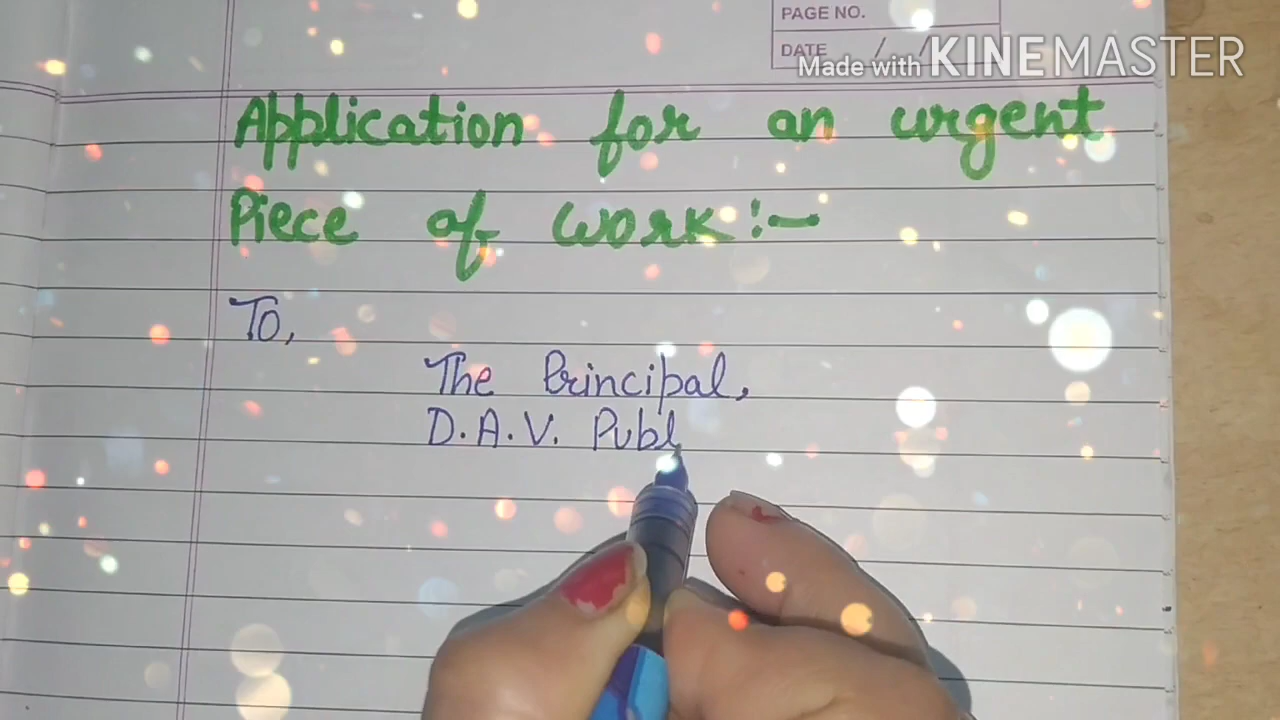 PAGE NO.
DATE / /
Made with KINEMASTER
Application for an urgent
Piece of work:-
To,
The Principal,
D.A.V. Publ